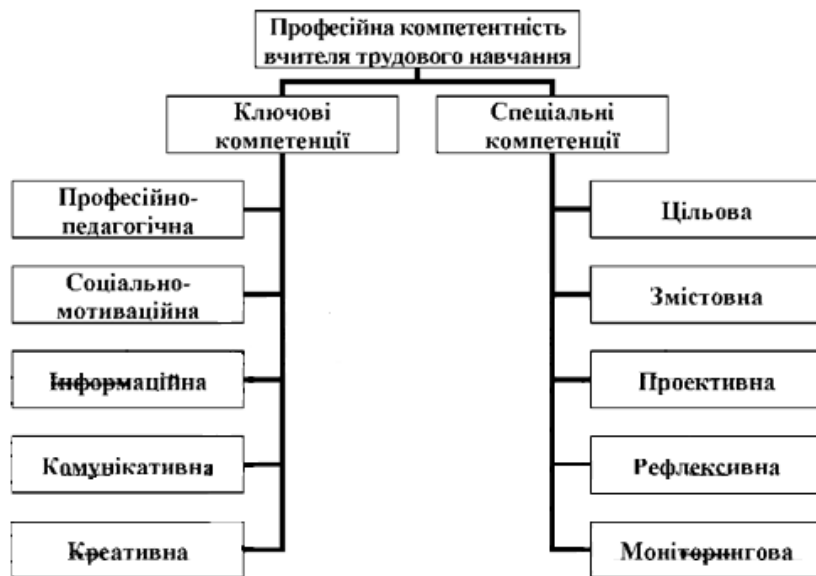 Професійна компетентність
вчителя трудового навчання
Ключові
компетенції
Спеціальні
компетенції
Професійно-
педагогічна
Соціально-
мотиваційна
Інформаційна
Комунікативна
Креативна
Цільова
Змістовна
Проективна
Рефлексивна
Моніторингова